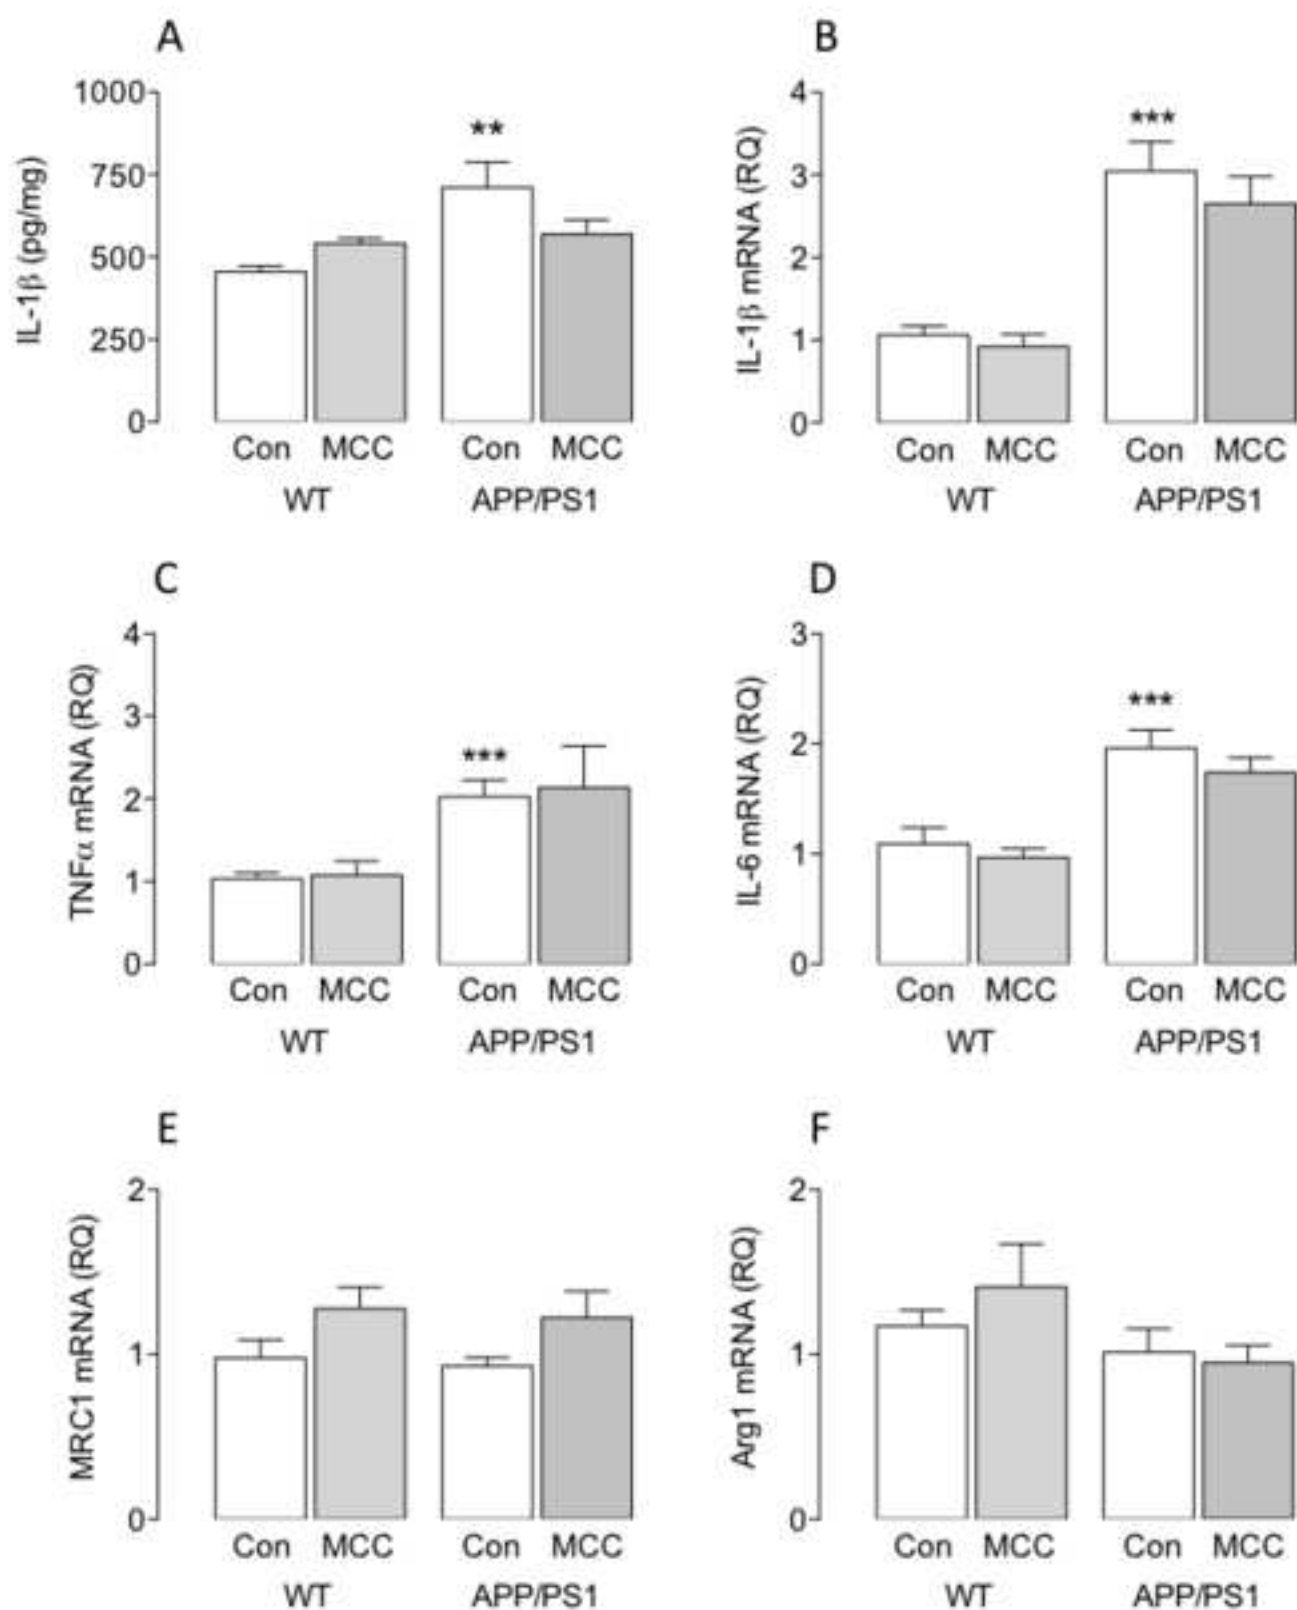 A
IL-1β (pg/mg)
1000
750
500
250
0
**
Con MCC Con MCC
WT APP/PS1
B
IL-1β mRNA (RQ)
4
3
2
1
0
***
Con MCC Con MCC
WT APP/PS1
C
TNFα mRNA (RQ)
4
3
2
1
0
***
Con MCC Con MCC
WT APP/PS1
D
IL-6 mRNA (RQ)
3
2
1
0
***
Con MCC Con MCC
WT APP/PS1
E
MRC1 mRNA (RQ)
2
1
0
Con MCC Con MCC
WT APP/PS1
F
Arg1 mRNA (RQ)
2
1
0
Con MCC Con MCC
WT APP/PS1